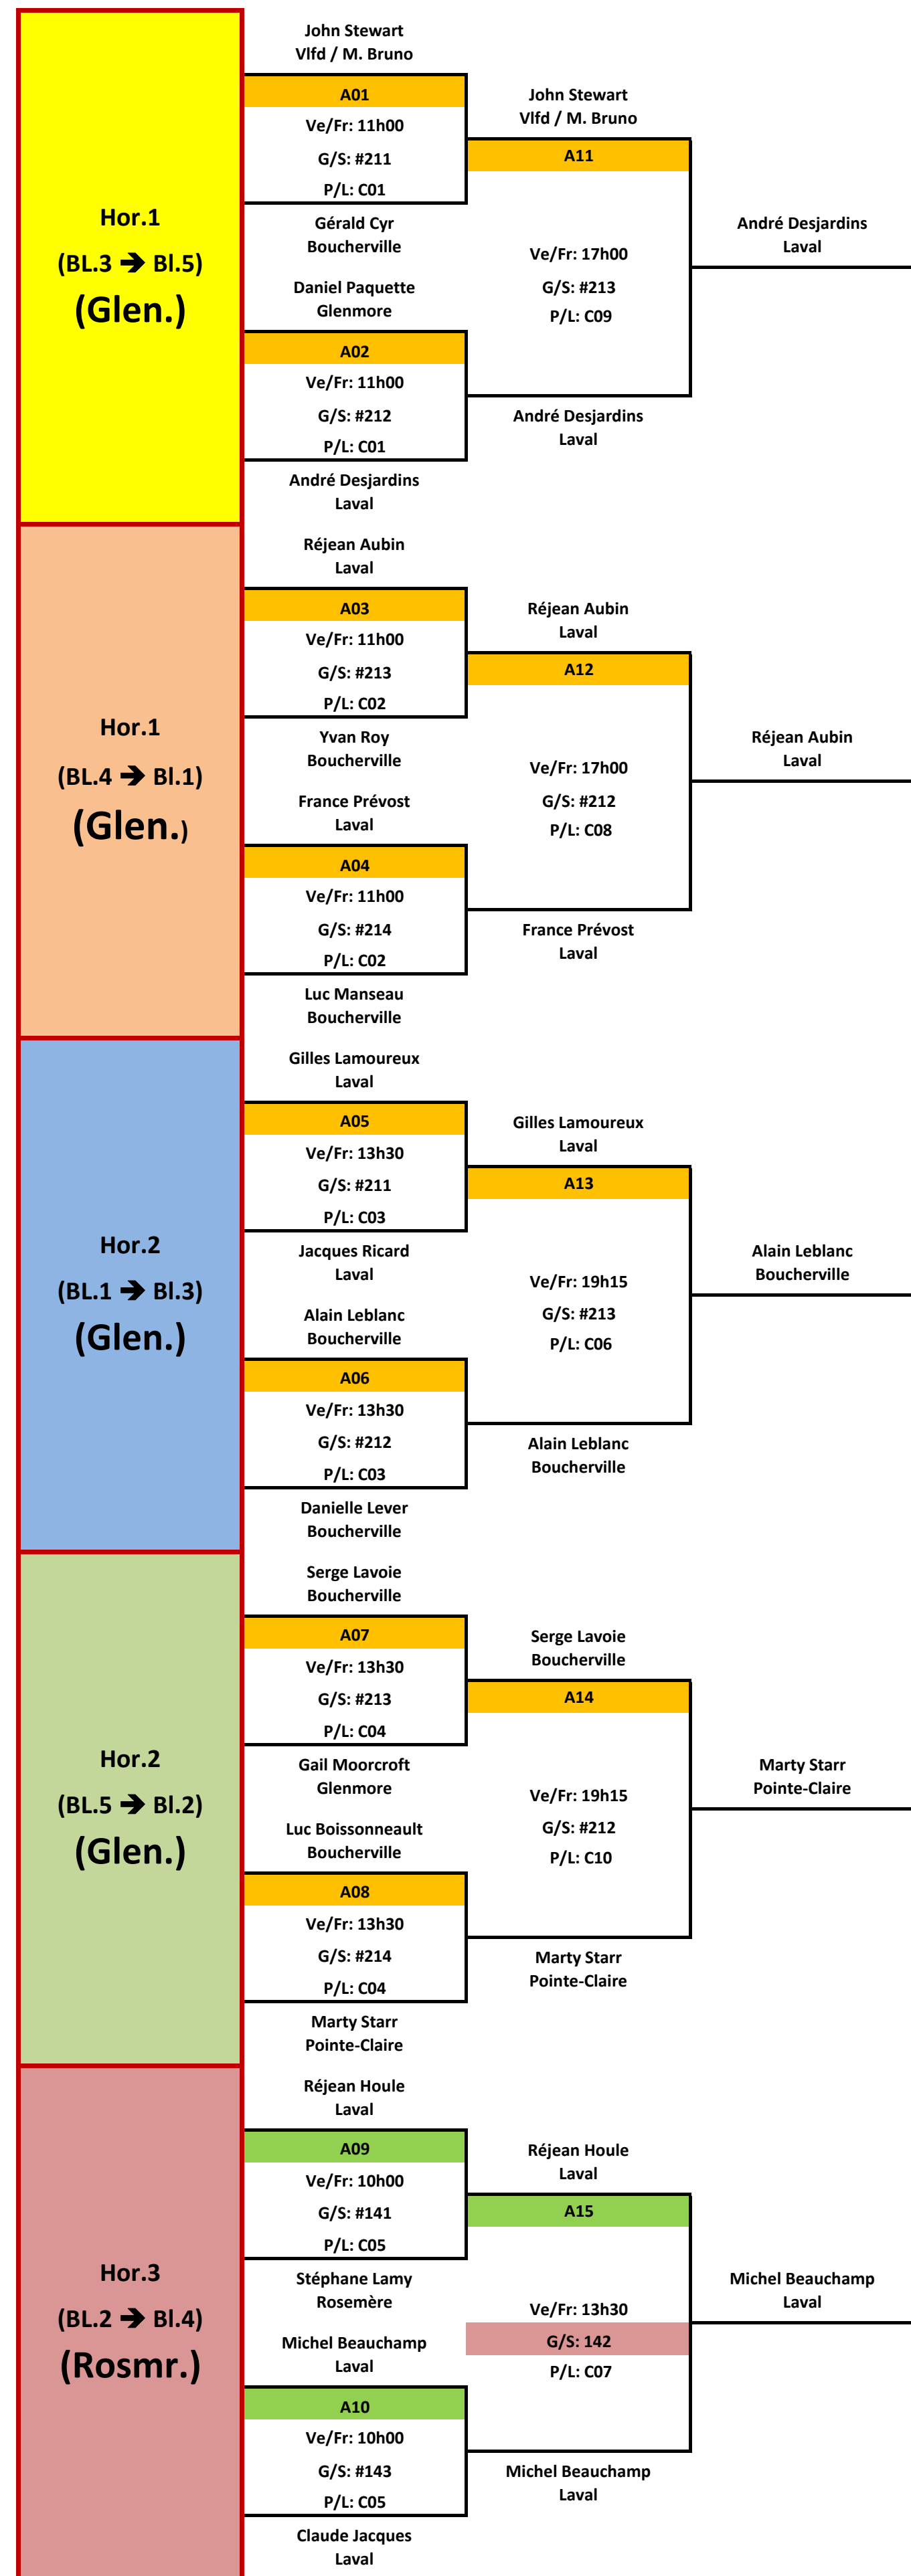 Hor.1
(BL.3 ➔ Bl.5)
(Glen.)
John Stewart
Vlfd / M. Bruno
A01
Ve/Fr: 11h00
G/S: #211
P/L: C01
Gérald Cyr
Boucherville
Daniel Paquette
Glenmore
A02
Ve/Fr: 11h00
G/S: #212
P/L: C01
André Desjardins
Laval
John Stewart
Vlfd / M. Bruno
A11
Ve/Fr: 17h00
G/S: #213
P/L: C09
André Desjardins
Laval
André Desjardins
Laval
Hor.1
(BL.4 ➔ Bl.1)
(Glen.)
Réjean Aubin
Laval
A03
Ve/Fr: 11h00
G/S: #213
P/L: C02
Yvan Roy
Boucherville
France Prévost
Laval
A04
Ve/Fr: 11h00
G/S: #214
P/L: C02
Luc Manseau
Boucherville
Réjean Aubin
Laval
A12
Ve/Fr: 17h00
G/S: #212
P/L: C08
France Prévost
Laval
Réjean Aubin
Laval
Hor.2
(BL.1 ➔ Bl.3)
(Glen.)
Gilles Lamoureux
Laval
A05
Ve/Fr: 13h30
G/S: #211
P/L: C03
Jacques Ricard
Laval
Alain Leblanc
Boucherville
A06
Ve/Fr: 13h30
G/S: #212
P/L: C03
Danielle Lever
Boucherville
Gilles Lamoureux
Laval
A13
Ve/Fr: 19h15
G/S: #213
P/L: C06
Alain Leblanc
Boucherville
Alain Leblanc
Boucherville
Hor.2
(BL.5 ➔ Bl.2)
(Glen.)
Serge Lavoie
Boucherville
A07
Ve/Fr: 13h30
G/S: #213
P/L: C04
Gail Moorcroft
Glenmore
Luc Boissonneault
Boucherville
A08
Ve/Fr: 13h30
G/S: #214
P/L: C04
Marty Starr
Pointe-Claire
Serge Lavoie
Boucherville
A14
Ve/Fr: 19h15
G/S: #212
P/L: C10
Marty Starr
Pointe-Claire
Marty Starr
Pointe-Claire
Hor.3
(BL.2 ➔ Bl.4)
(Rosmr.)
Réjean Houle
Laval
A09
Ve/Fr: 10h00
G/S: #141
P/L: C05
Stéphane Lamy
Rosemère
Michel Beauchamp
Laval
A10
Ve/Fr: 10h00
G/S: #143
P/L: C05
Claude Jacques
Laval
Réjean Houle
Laval
A15
Ve/Fr: 13h30
G/S: 142
P/L: C07
Michel Beauchamp
Laval
Michel Beauchamp
Laval